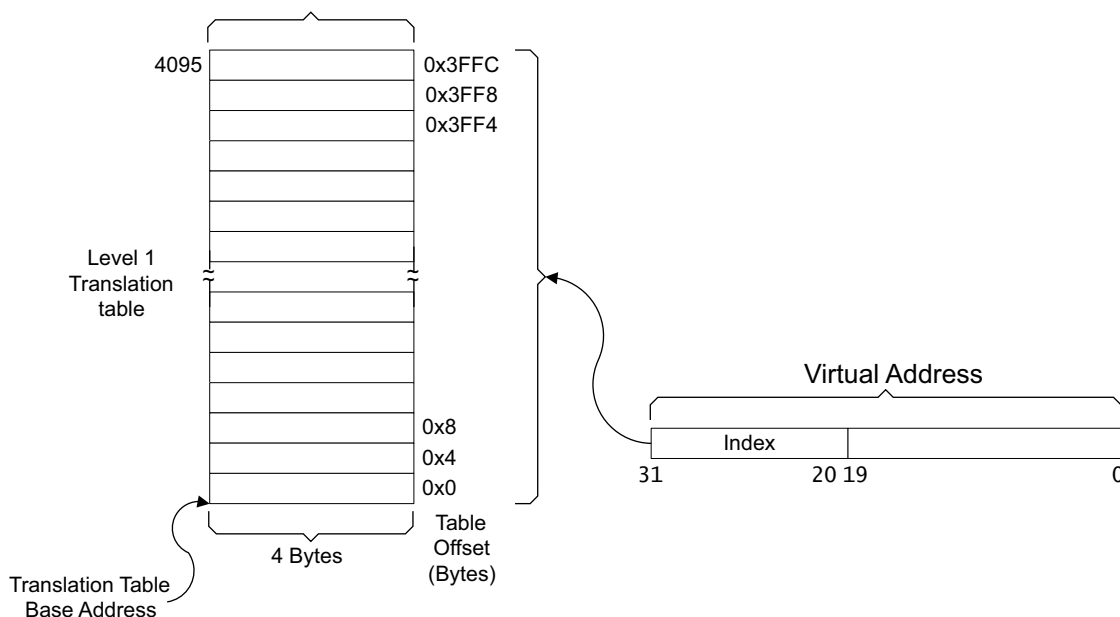 4095
0x3FFC
0x3FF8
0x3FF4
Level 1
Translation
table
≈ ≈
0x8
0x4
0x0
4 Bytes
Table
Offset
(Bytes)
Translation Table
Base Address
Virtual Address
Index
31 20 19 0